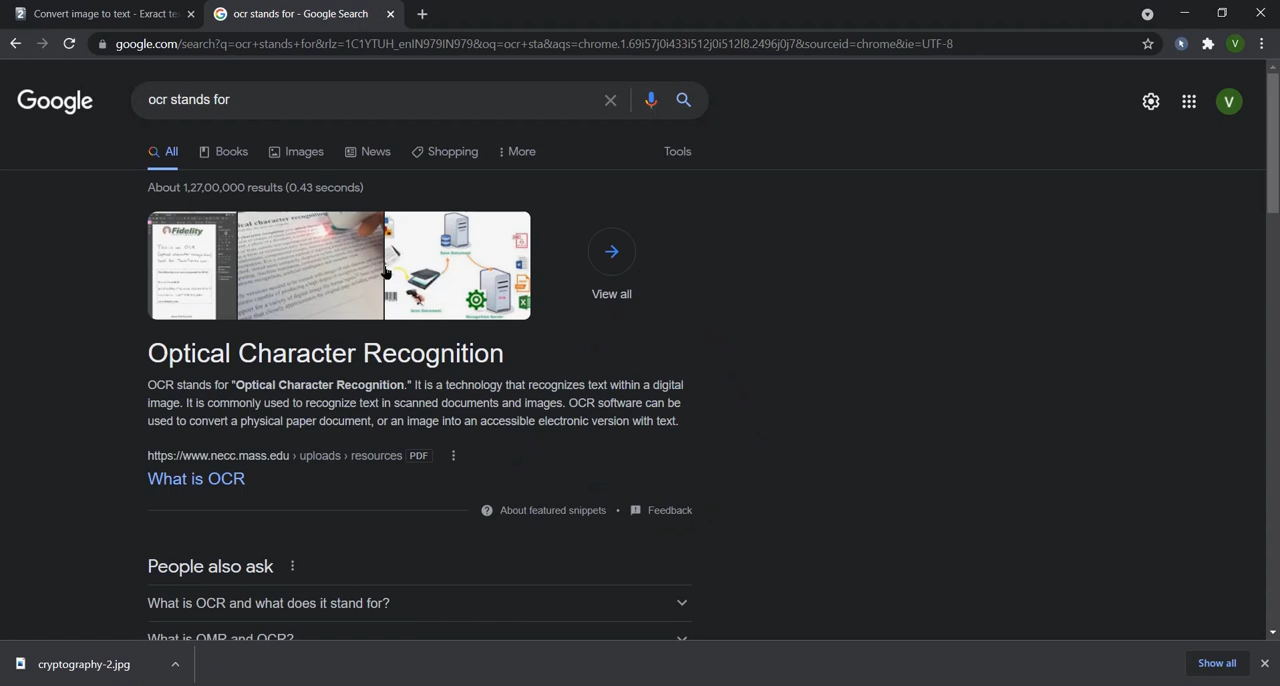 Convert image to text - Exract te
ocr stands for - Google Search
google.com/search?q=ocr+stands+for&rlz=1C1YTUH_enIN979IN979&oq=ocr+sta&aqs=chrome.1.69i57j0i433i512j0i512l8.2496j0j7&sourceid=chrome&ie=UTF-8
V
Google
ocr stands for
V
All Books Images News Shopping More Tools
About 1,27,00,000 results (0.43 seconds)
Fidelity
View all
Optical Character Recognition
OCR stands for "Optical Character Recognition." It is a technology that recognizes text within a digital
image. It is commonly used to recognize text in scanned documents and images. OCR software can be
used to convert a physical paper document, or an image into an accessible electronic version with text.
https://www.necc.mass.edu › uploads › resources PDF
What is OCR
About featured snippets • Feedback
People also ask
What is OCR and what does it stand for?
What is OMR and OCR?
cryptography-2.jpg
Show all